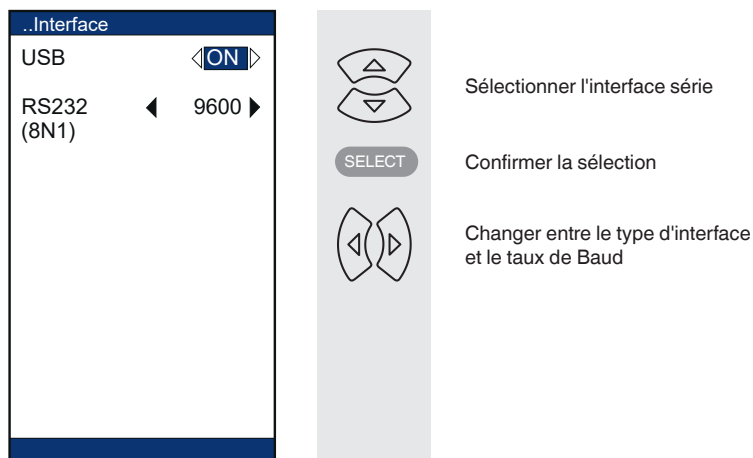 ..Interface
USB ON
RS232 9600
(8N1)
Sélectionner l'interface série
SELECT
Confirmer la sélection
Changer entre le type d'interface
et le taux de Baud